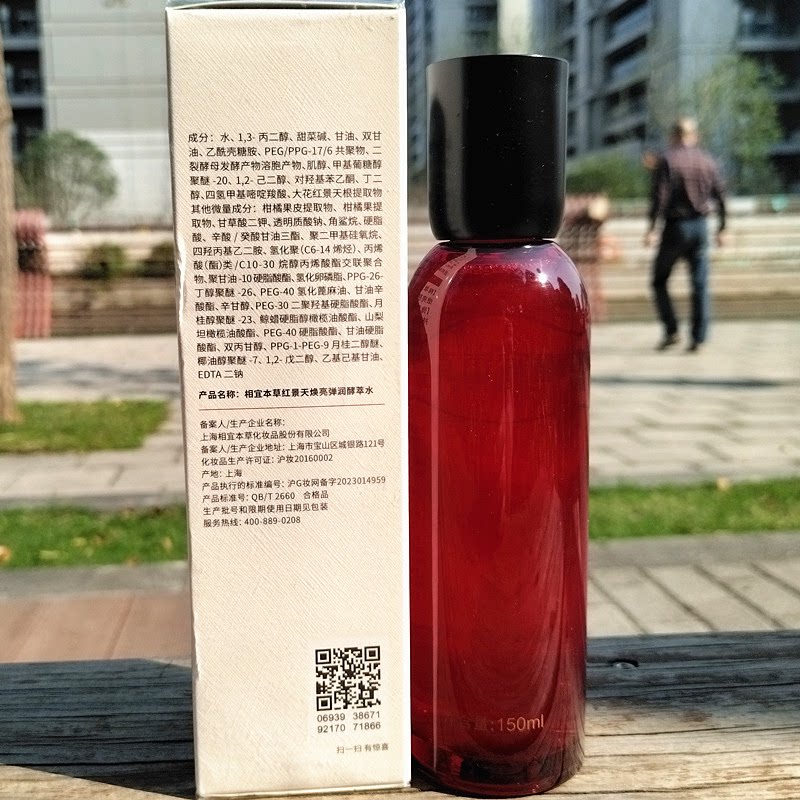 成分：水、1,3- 丙二醇、甜菜碱、甘油、双甘
油、乙酰壳糖胺、PEG/PPG-17/6 共聚物、二
裂酵母发酵产物溶胞产物、肌醇、甲基葡糖醇
聚醚 -20、1,2- 己二醇、对羟基苯乙酮、丁二
醇、四氢甲基嘧啶羧酸、大花红景天根提取物
其他微量成分：柑橘果皮提取物、柑橘果提
取物、甘草酸二钾、透明质酸钠、角鲨烷、硬脂
酸、辛酸 / 癸酸甘油三酯、聚二甲基硅氧烷、
四羟丙基乙二胺、氢化聚 (C6-14 烯烃)、丙烯
酸（酯）类 /C10-30 烷醇丙烯酸酯交联聚合
物、聚甘油 -10 硬脂酸酯、氢化卵磷脂、PPG-26-
丁醇聚醚 -26、PEG-40 氢化蓖麻油、甘油辛
酸酯、辛甘醇、PEG-30 二聚羟基硬脂酸酯、月
桂醇聚醚 -23、鲸蜡硬脂醇橄榄油酸酯、山梨
坦橄榄油酸酯、PEG-40 硬脂酸酯、甘油硬脂
酸酯、双丙甘醇、PPG-1-PEG-9 月桂二醇醚、
椰油醇聚醚 -7、1,2- 戊二醇、乙基己基甘油、
EDTA 二钠
产品名称：相宜本草红景天焕亮弹润酵萃水
备案人/生产企业名称：
上海相宜本草化妆品股份有限公司
备案人/生产企业地址：上海市宝山区城银路121号
化妆品生产许可证：沪妆20160002
产地：上海
产品执行的标准编号：沪G妆网备字2023014959
产品标准号：QB/T 2660 合格品
生产批号和限期使用日期见包装
服务热线：400-889-0208
06939 38671
92170 71866
扫一扫 有惊喜
量:150ml